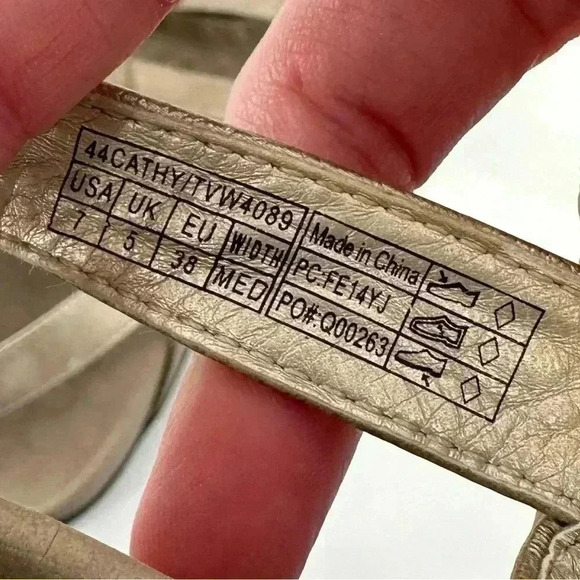 44CATHY/TVW4089
USA UK EU WIDTH
7 5 38 MED
Made in China
PC:FE14YJ
PO#:Q00263